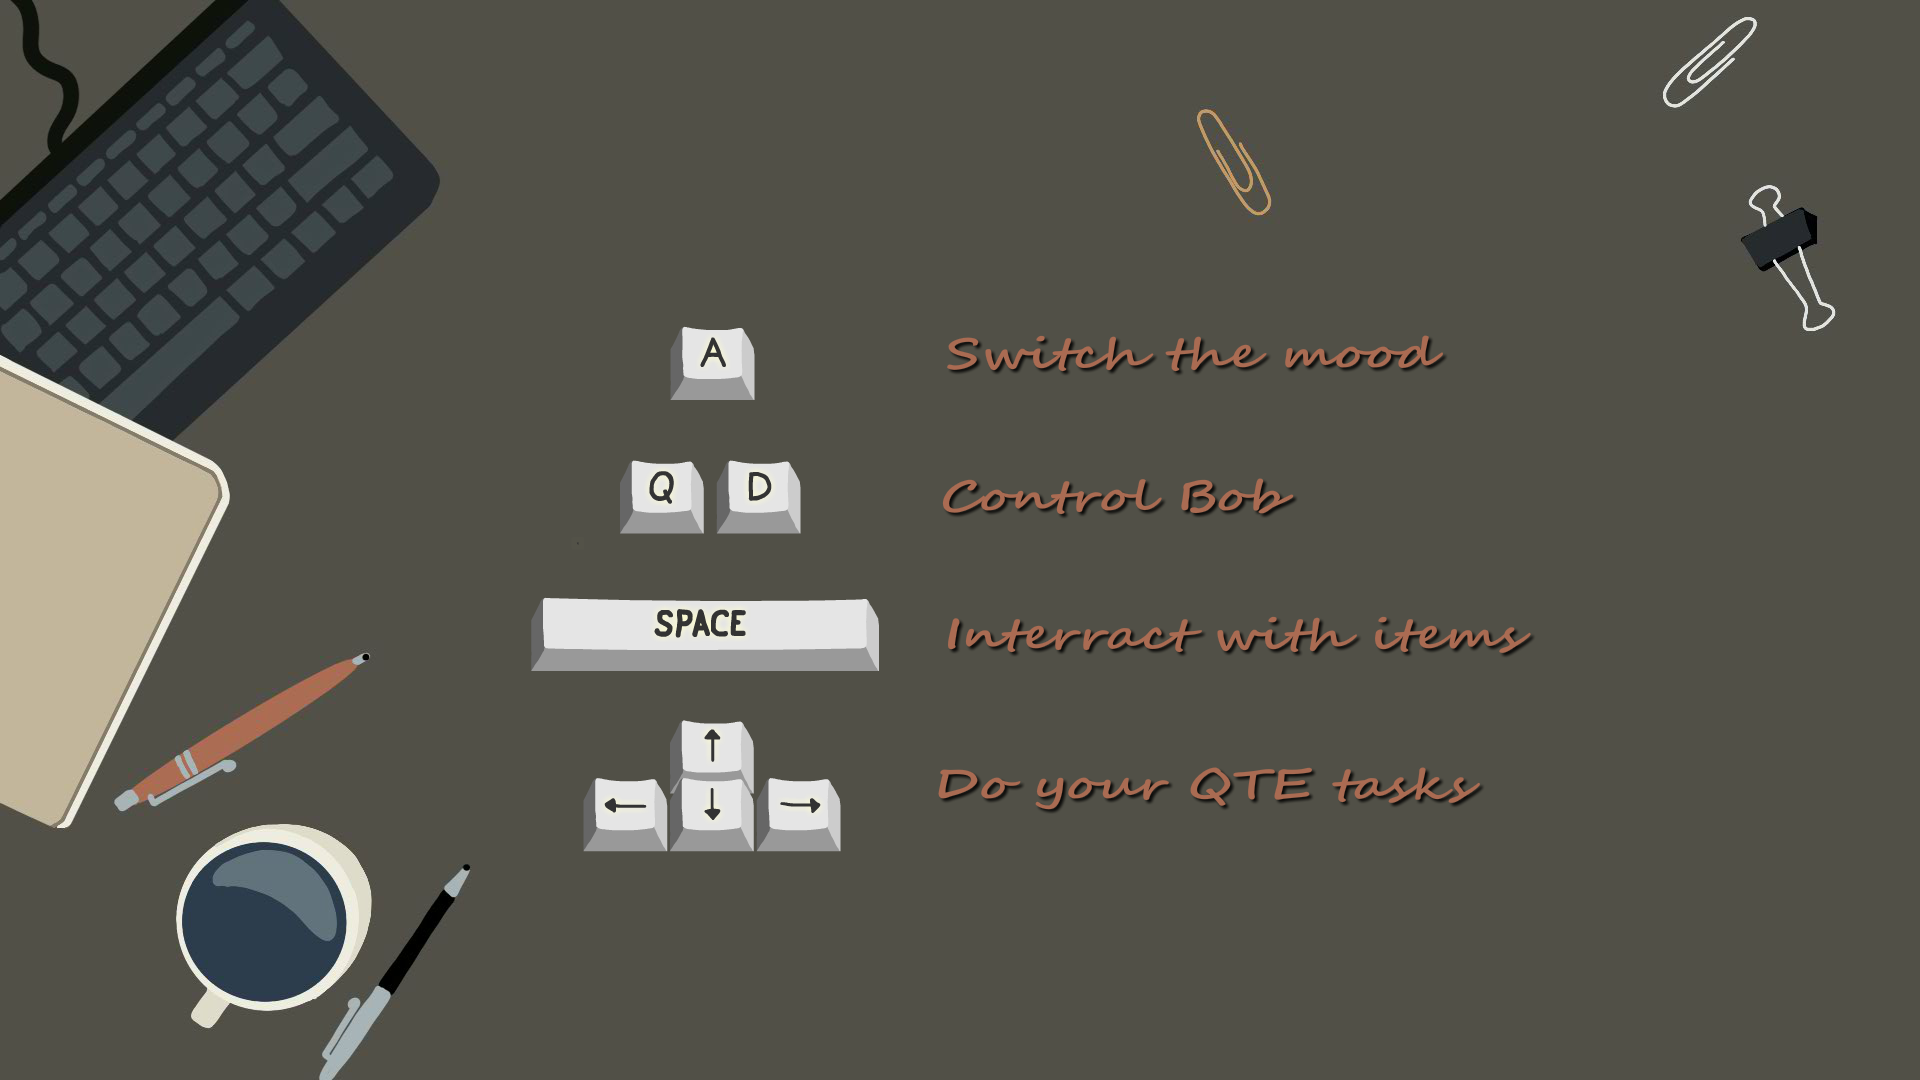 A Switch the mood
Q D Control Bob
SPACE Interract with items
↑
← ↓ → Do your QTE tasks